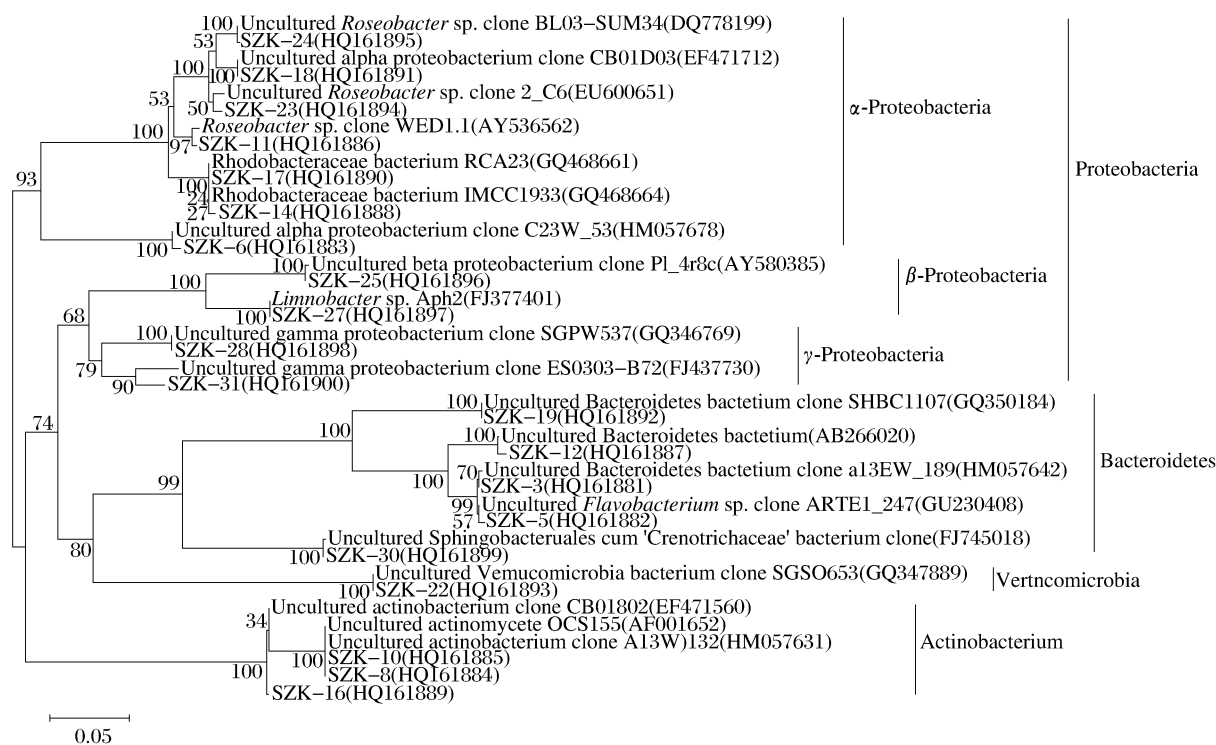 100 Uncultured Roseobacter sp. clone BL03−SUM34(DQ778199)
53 SZK−24(HQ161895)
Uncultured alpha proteobacterium clone CB01D03(EF471712)
100 100 SZK−18(HQ161891)
Uncultured Roseobacter sp. clone 2_C6(EU600651)
53 50 SZK−23(HQ161894)
α-Proteobacteria
Roseobacter sp. clone WED1.1(AY536562)
100 97 SZK−11(HQ161886)
Rhodobacteraceae bacterium RCA23(GQ468661)
Proteobacteria
93 100 SZK−17(HQ161890)
24 Rhodobacteraceae bacterium IMCC1933(GQ468664)
27 SZK−14(HQ161888)
Uncultured alpha proteobacterium clone C23W_53(HM057678)
100 SZK−6(HQ161883)
100 Uncultured beta proteobacterium clone Pl_4r8c(AY580385)
β-Proteobacteria
100 SZK−25(HQ161896)
Limnobacter sp. Aph2(FJ377401)
68 100 SZK−27(HQ161897)
100 Uncultured gamma proteobacterium clone SGPW537(GQ346769)
SZK−28(HQ161898)
γ-Proteobacteria
79 Uncultured gamma proteobacterium clone ES0303−B72(FJ437730)
90 SZK−31(HQ161900)
100 Uncultured Bacteroidetes bactetium clone SHBC1107(GQ350184)
74 SZK−19(HQ161892)
100 100 Uncultured Bacteroidetes bactetium(AB266020)
SZK−12(HQ161887)
Bacteroidetes
70 Uncultured Bacteroidetes bactetium clone a13EW_189(HM057642)
99 100 SZK−3(HQ161881)
99 Uncultured Flavobacterium sp. clone ARTE1_247(GU230408)
57 SZK−5(HQ161882)
Uncultured Sphingobacteruales cum 'Crenotrichaceae' bacterium clone(FJ745018)
80 100 SZK−30(HQ161899)
Uncultured Vemucomicrobia bacterium clone SGSO653(GQ347889)
Vertncomicrobia
100 SZK−22(HQ161893)
Uncultured actinobacterium clone CB01802(EF471560)
34 Uncultured actinomycete OCS155(AF001652)
Uncultured actinobacterium clone A13W)132(HM057631)
Actinobacterium
100 SZK−10(HQ161885)
100 SZK−8(HQ161884)
SZK−16(HQ161889)
0.05